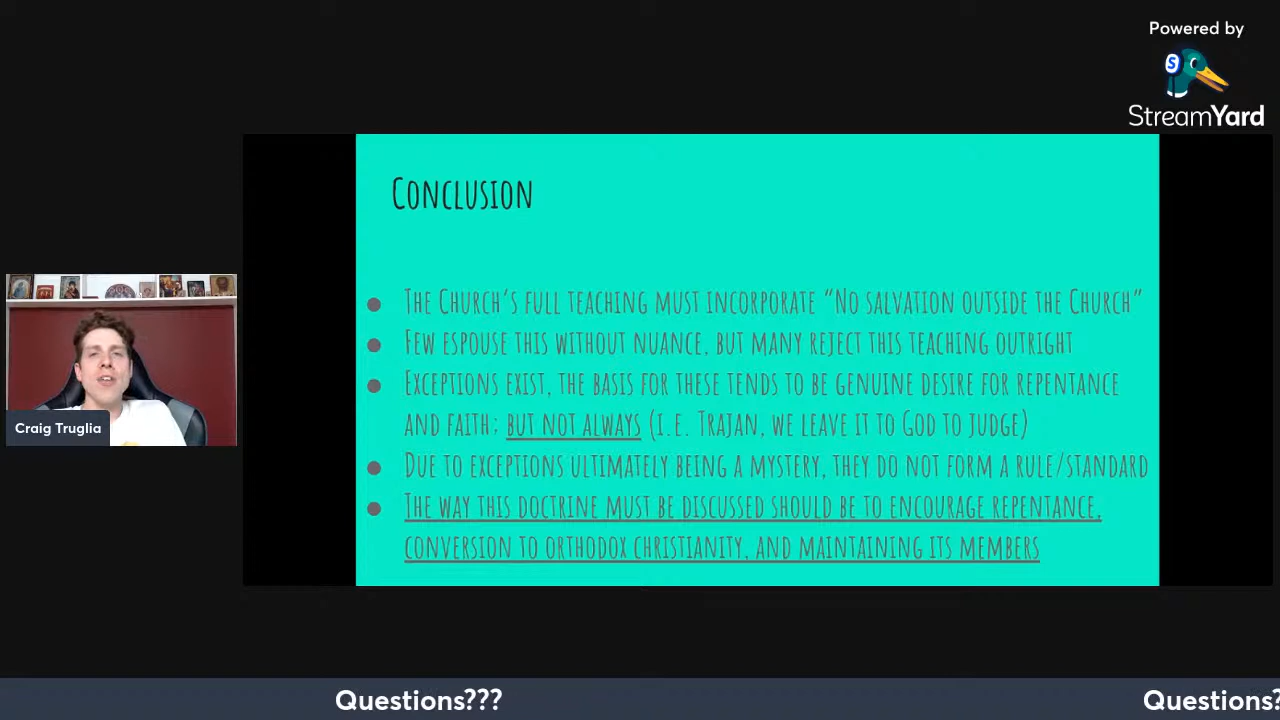 Powered by
S
StreamYard
Conclusion
● The Church's full teaching must incorporate “No salvation outside the Church”
● Few espouse this without nuance, but many reject this teaching outright
● Exceptions exist, the basis for these tends to be genuine desire for repentance
and faith; but not always (i.e. Trajan, we leave it to God to judge)
● Due to exceptions ultimately being a mystery, they do not form a rule/standard
● The way this doctrine must be discussed should be to encourage repentance,
conversion to orthodox christianity, and maintaining its members
Craig Truglia
Questions??? Questions?